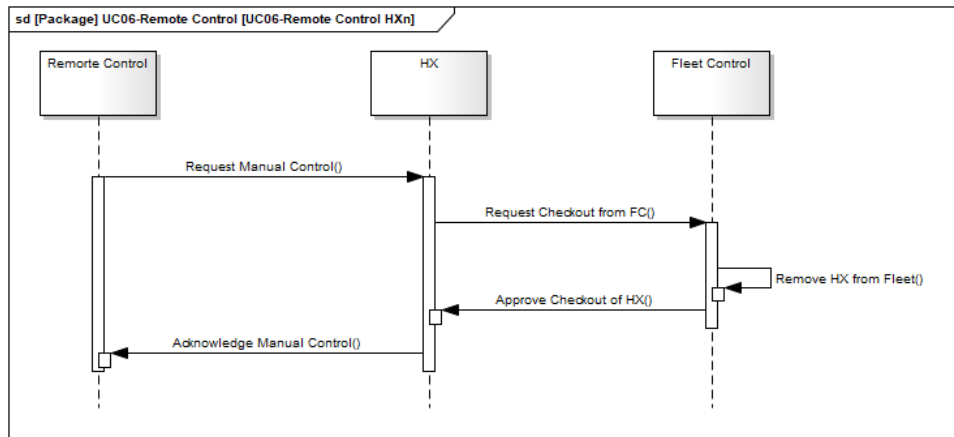 sd [Package] UC06-Remote Control [UC06-Remote Control HXn]
Remorte Control
HX
Fleet Control
Request Manual Control()
Request Checkout from FC()
Remove HX from Fleet()
Approve Checkout of HX()
Acknowledge Manual Control()